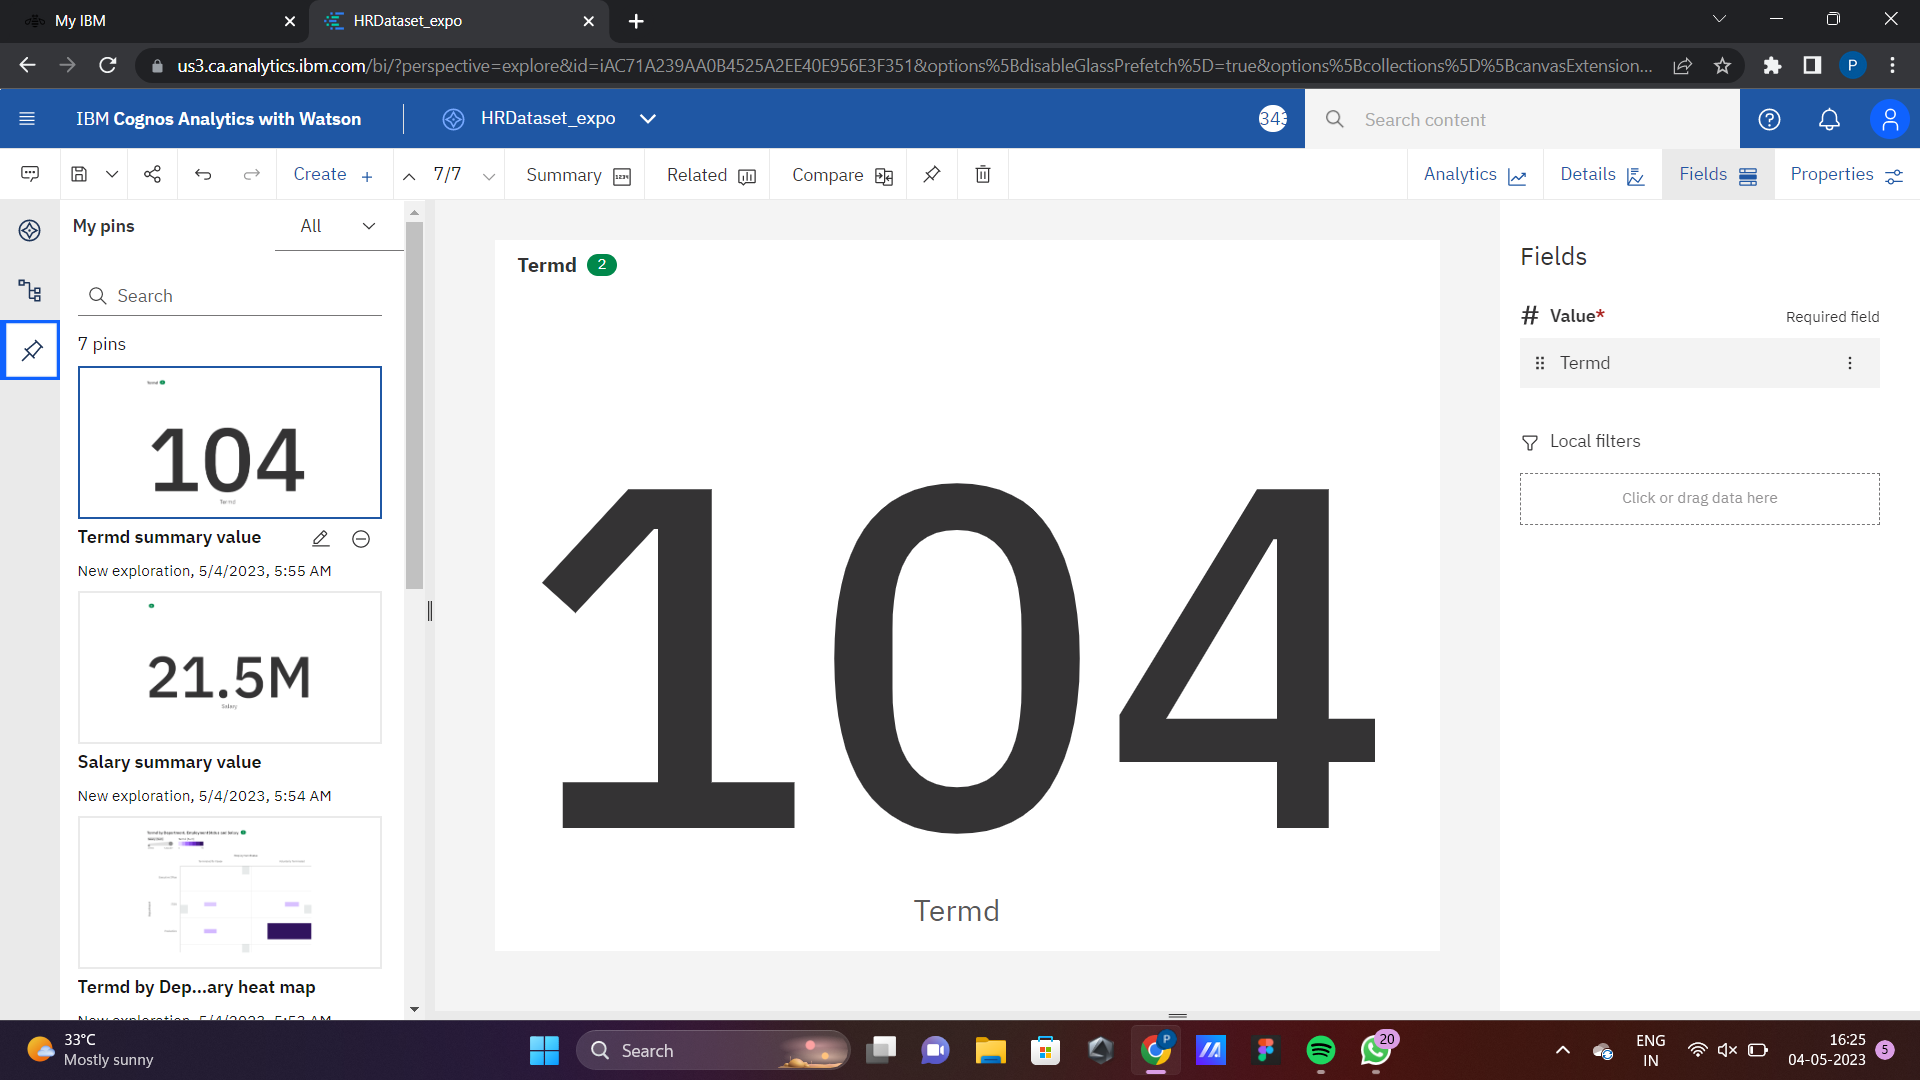 My IBM
HRDataset_expo
us3.ca.analytics.ibm.com/bi/?perspective=explore&id=iAC71A239AA0B4525A2EE40E956E3F351&options%5BdisableGlassPrefetch%5D=true&options%5Bcollections%5D%5BcanvasExtension...
P
IBM Cognos Analytics with Watson
HRDataset_expo
343
Search content
Create +
7/7
Summary
Related
Compare
Analytics
Details
Fields
Properties
My pins
All
Search
7 pins
Termd
104
Termd
Termd summary value
New exploration, 5/4/2023, 5:55 AM
21.5M
Salary
Salary summary value
New exploration, 5/4/2023, 5:54 AM
Termd by Dep...ary heat map
New exploration, 5/4/2023, 5:53 AM
Termd 2
104
Termd
Fields
# Value*
Required field
Termd
Local filters
Click or drag data here
33°C
Mostly sunny
Search
P
20
ENG
IN
16:25
04-05-2023
5